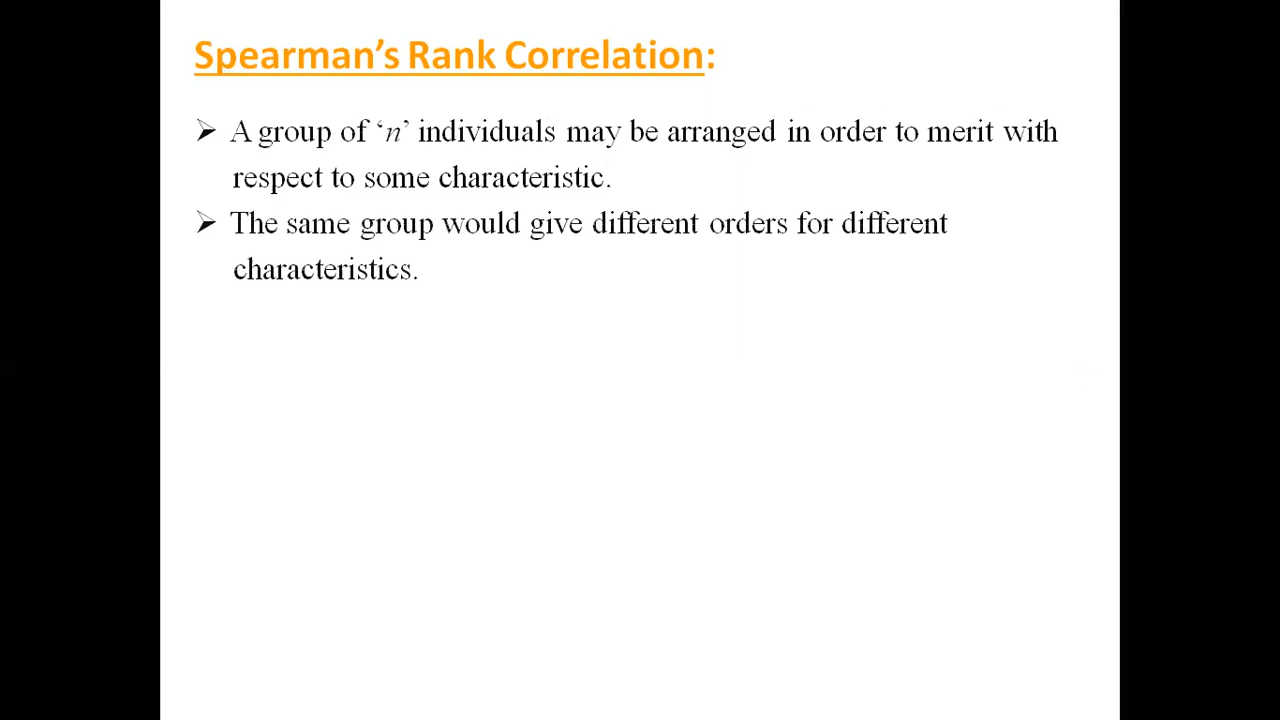 Spearman’s Rank Correlation:
➢ A group of ‘n’ individuals may be arranged in order to merit with
respect to some characteristic.
➢ The same group would give different orders for different
characteristics.